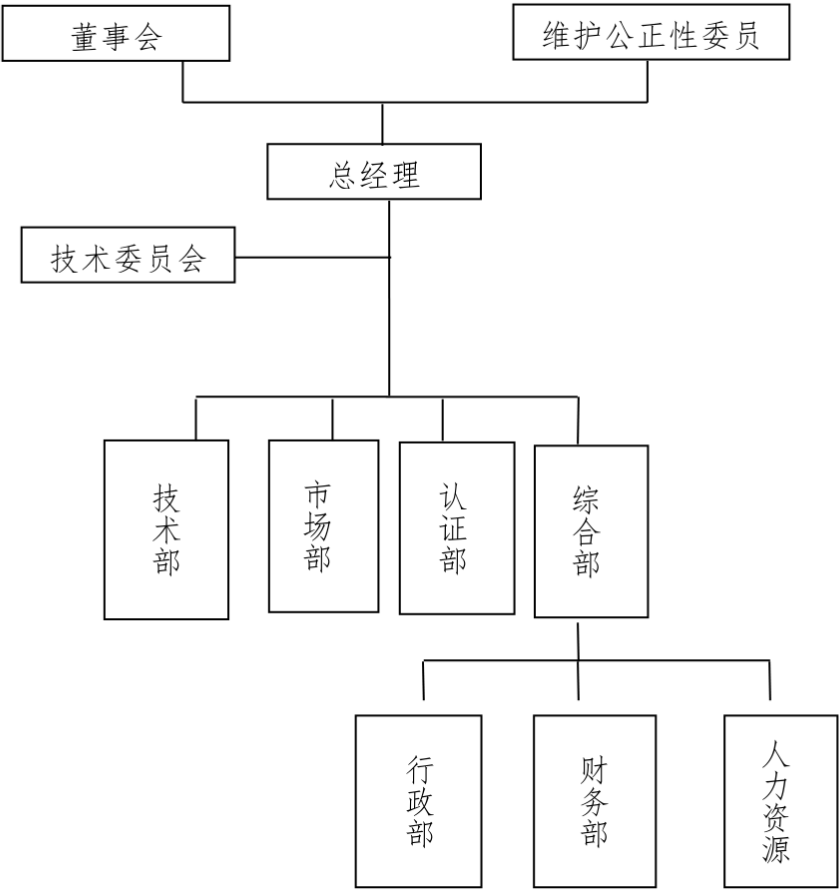 董事会
维护公正性委员
总经理
技术委员会
技术部
市场部
认证部
综合部
行政部
财务部
人力资源